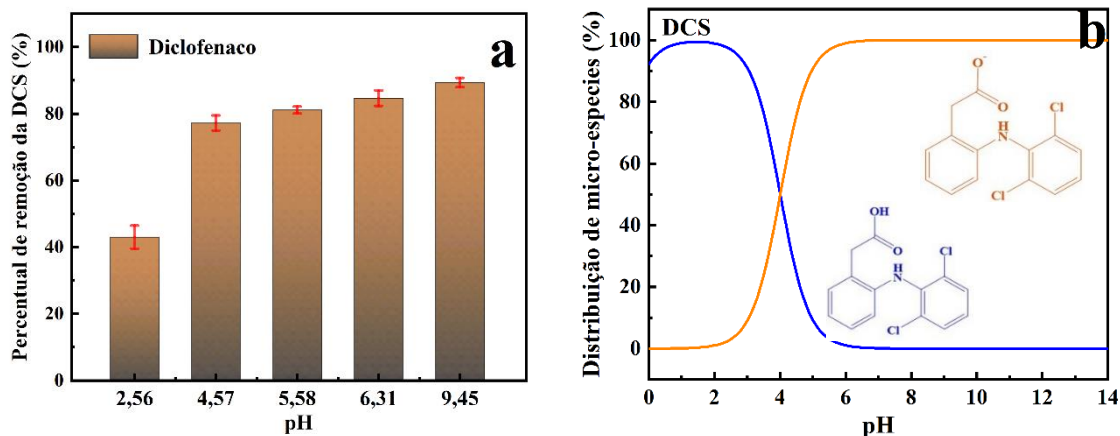 a
Diclofenaco
Percentual de remoção da DCS (%)
100
80
60
40
20
0
2,56 4,57 5,58 6,31 9,45
pH
b
DCS
Distribuição de micro-especies (%)
100
80
60
40
20
0
O-
O
Cl
H
N
Cl
OH
O
Cl
H
N
Cl
0 2 4 6 8 10 12 14
pH